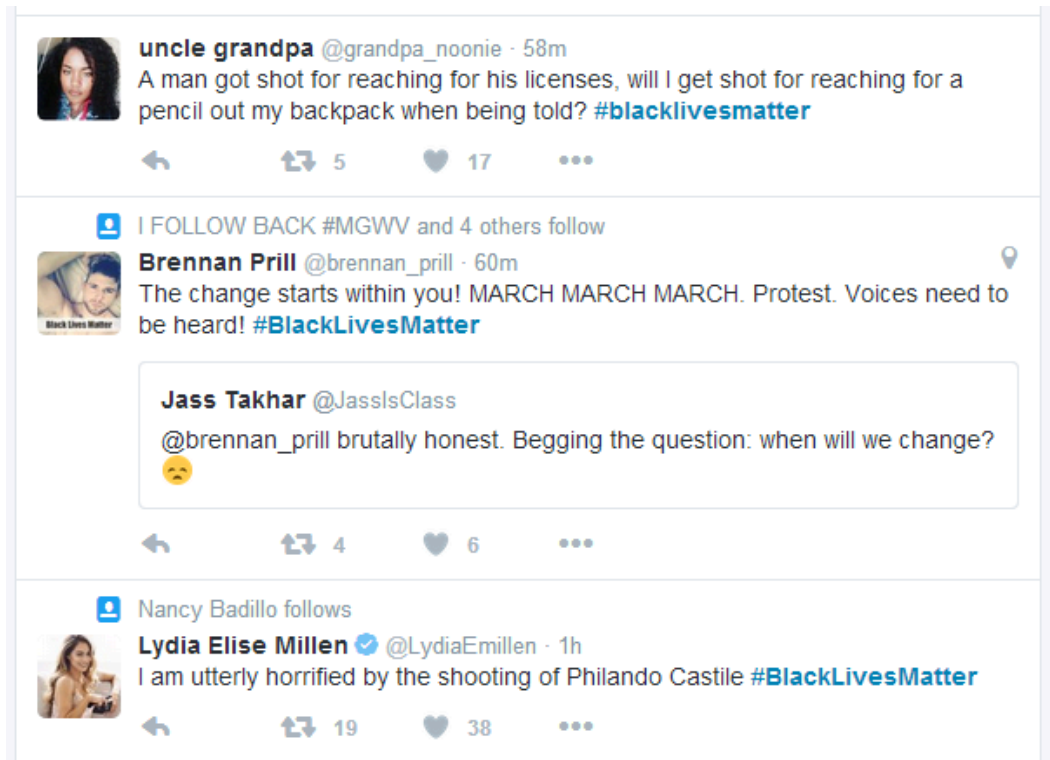 uncle grandpa @grandpa_noonie · 58m
A man got shot for reaching for his licenses, will I get shot for reaching for a
pencil out my backpack when being told? #blacklivesmatter
5 17
I FOLLOW BACK #MGWV and 4 others follow
Brennan Prill @brennan_prill · 60m
The change starts within you! MARCH MARCH MARCH. Protest. Voices need to
be heard! #BlackLivesMatter
Black Lives Matter
Jass Takhar @JassIsClass
@brennan_prill brutally honest. Begging the question: when will we change?
😞
4 6
Nancy Badillo follows
Lydia Elise Millen @LydiaEmillen · 1h
I am utterly horrified by the shooting of Philando Castile #BlackLivesMatter
19 38